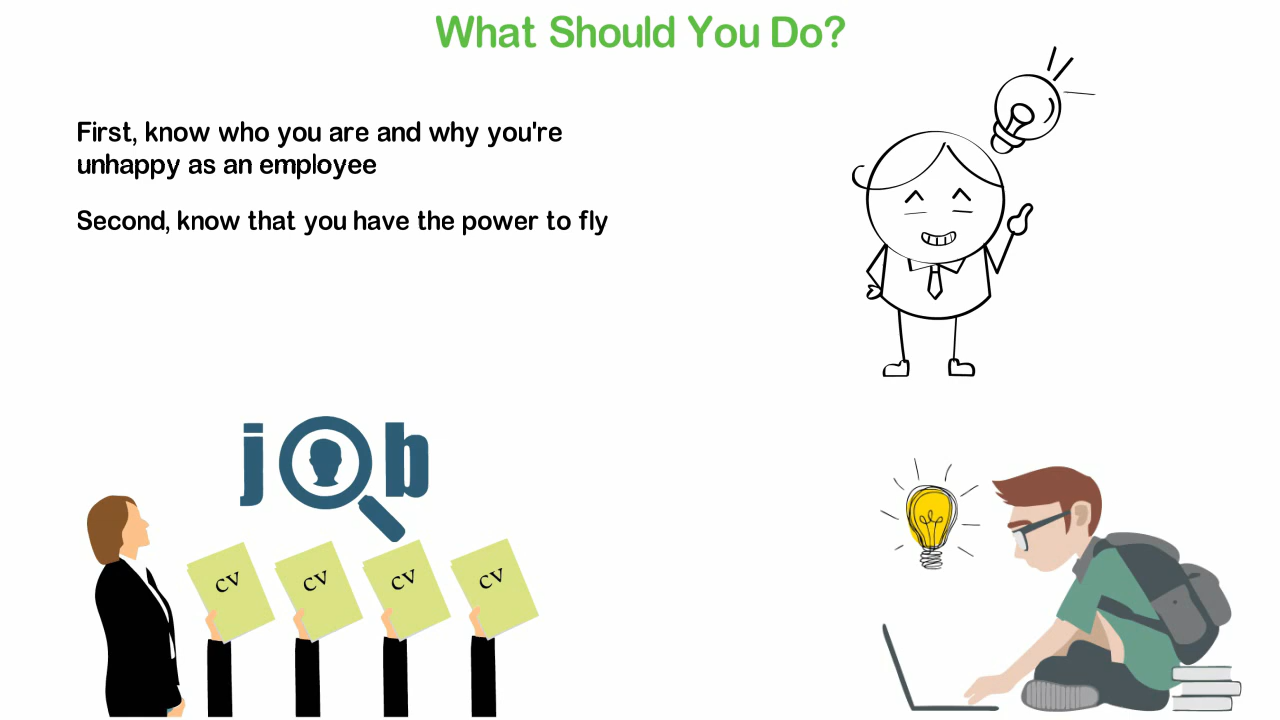 What Should You Do?
First, know who you are and why you're
unhappy as an employee
Second, know that you have the power to fly
job
CV
CV
CV
CV